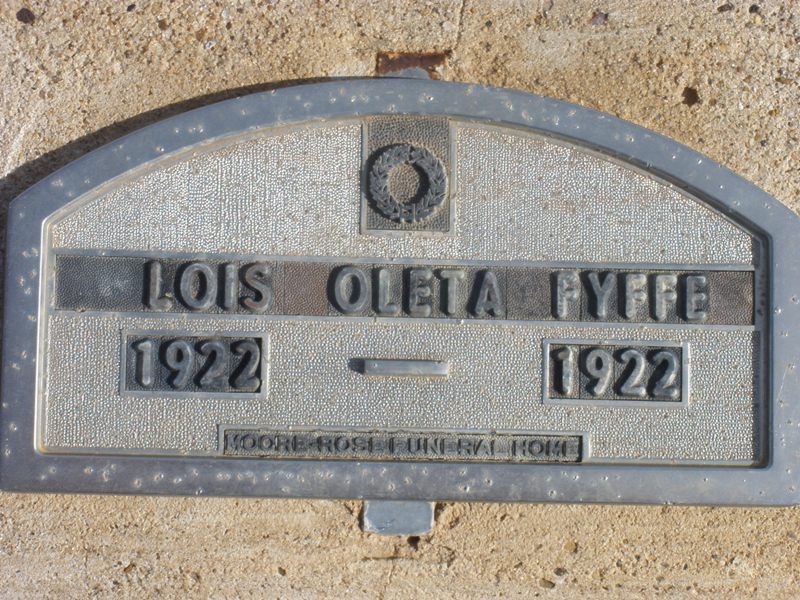 LOIS OLETA FYFFE
1922 — 1922
MOORE-ROSE FUNERAL HOME